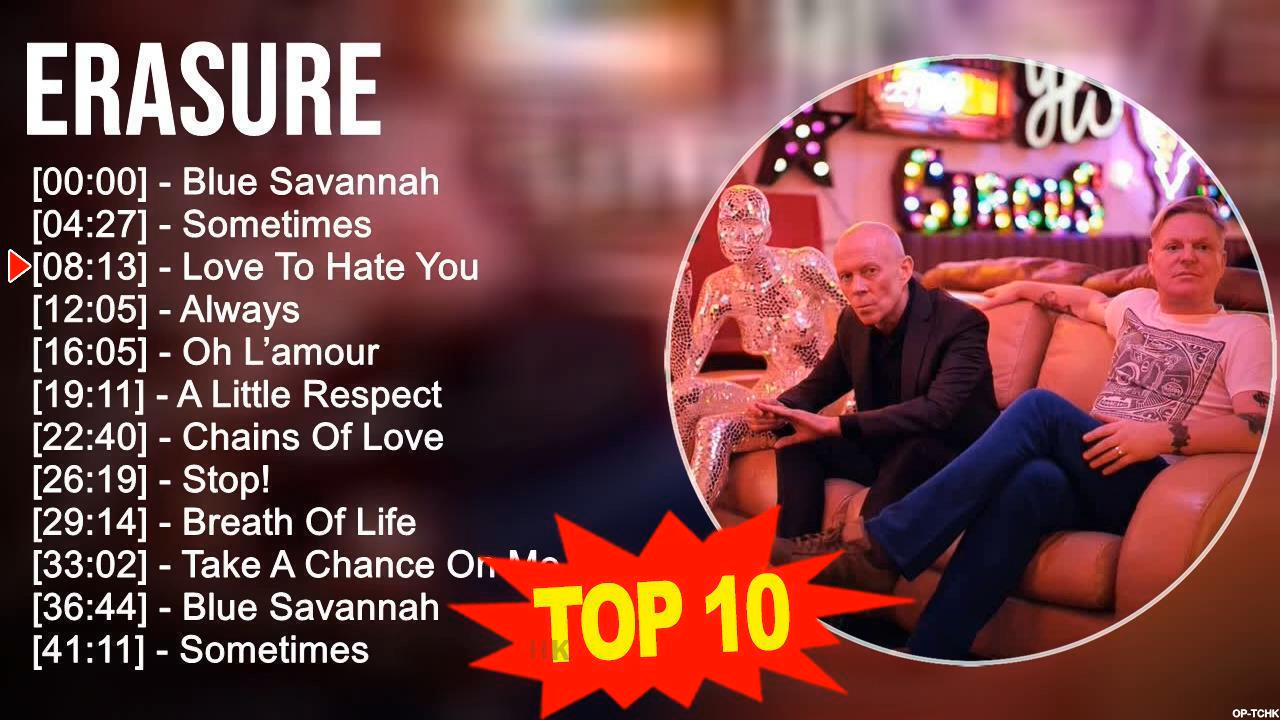 ERASURE
[00:00] - Blue Savannah
[04:27] - Sometimes
[08:13] - Love To Hate You
[12:05] - Always
[16:05] - Oh L’amour
[19:11] - A Little Respect
[22:40] - Chains Of Love
[26:19] - Stop!
[29:14] - Breath Of Life
[33:02] - Take A Chance On Me
[36:44] - Blue Savannah
[41:11] - Sometimes
TOP 10
CIRCUS
OP-TCHK